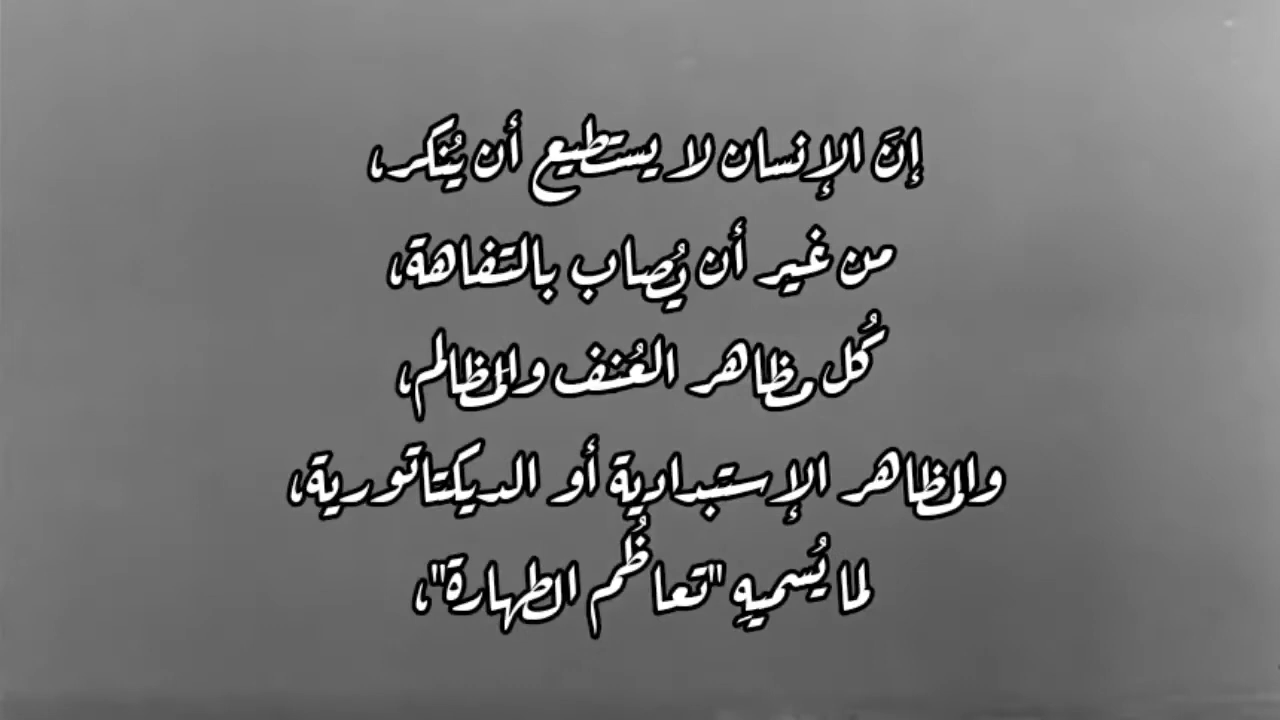 إنَ الإنسان لا يستطيع أن يُنكر،
من غير أن يُصاب بالتفاهة،
كُل مظاهر العُنف والمظالم،
والمظاهر الإستبدادية أو الديكتاتورية،
لما يُسميهِ "تعاظُم الطهارة"،